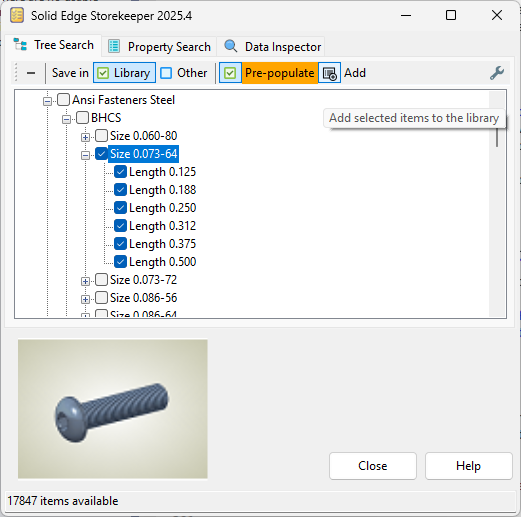 Solid Edge Storekeeper 2025.4
Tree Search Property Search Data Inspector
Save in Library Other Pre-populate Add
Ansi Fasteners Steel
Add selected items to the library
BHCS
Size 0.060-80
Size 0.073-64
Length 0.125
Length 0.188
Length 0.250
Length 0.312
Length 0.375
Length 0.500
Size 0.073-72
Size 0.086-56
Size 0.086-64
Close Help
17847 items available